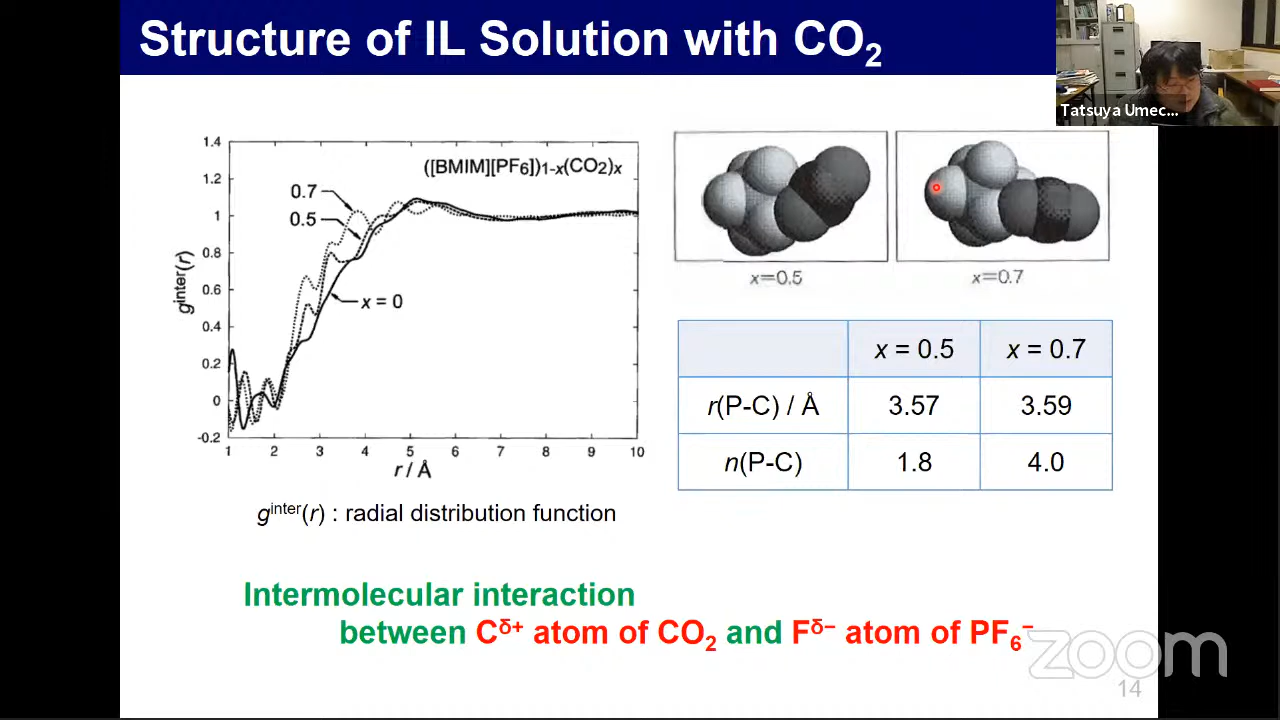 Structure of IL Solution with CO2
Tatsuya Umec...
([BMIM][PF6])1-x(CO2)x
1.4
1.2
1
0.8
0.6
0.4
0.2
0
-0.2
0.7
0.5
x = 0
g^inter(r)
1 2 3 4 5 6 7 8 9 10
r / Å
g^inter(r) : radial distribution function
x=0.5
x=0.7
x = 0.5 x = 0.7
r(P-C) / Å 3.57 3.59
n(P-C) 1.8 4.0
Intermolecular interaction
between C^δ+ atom of CO2 and F^δ− atom of PF6^−
zoom
14